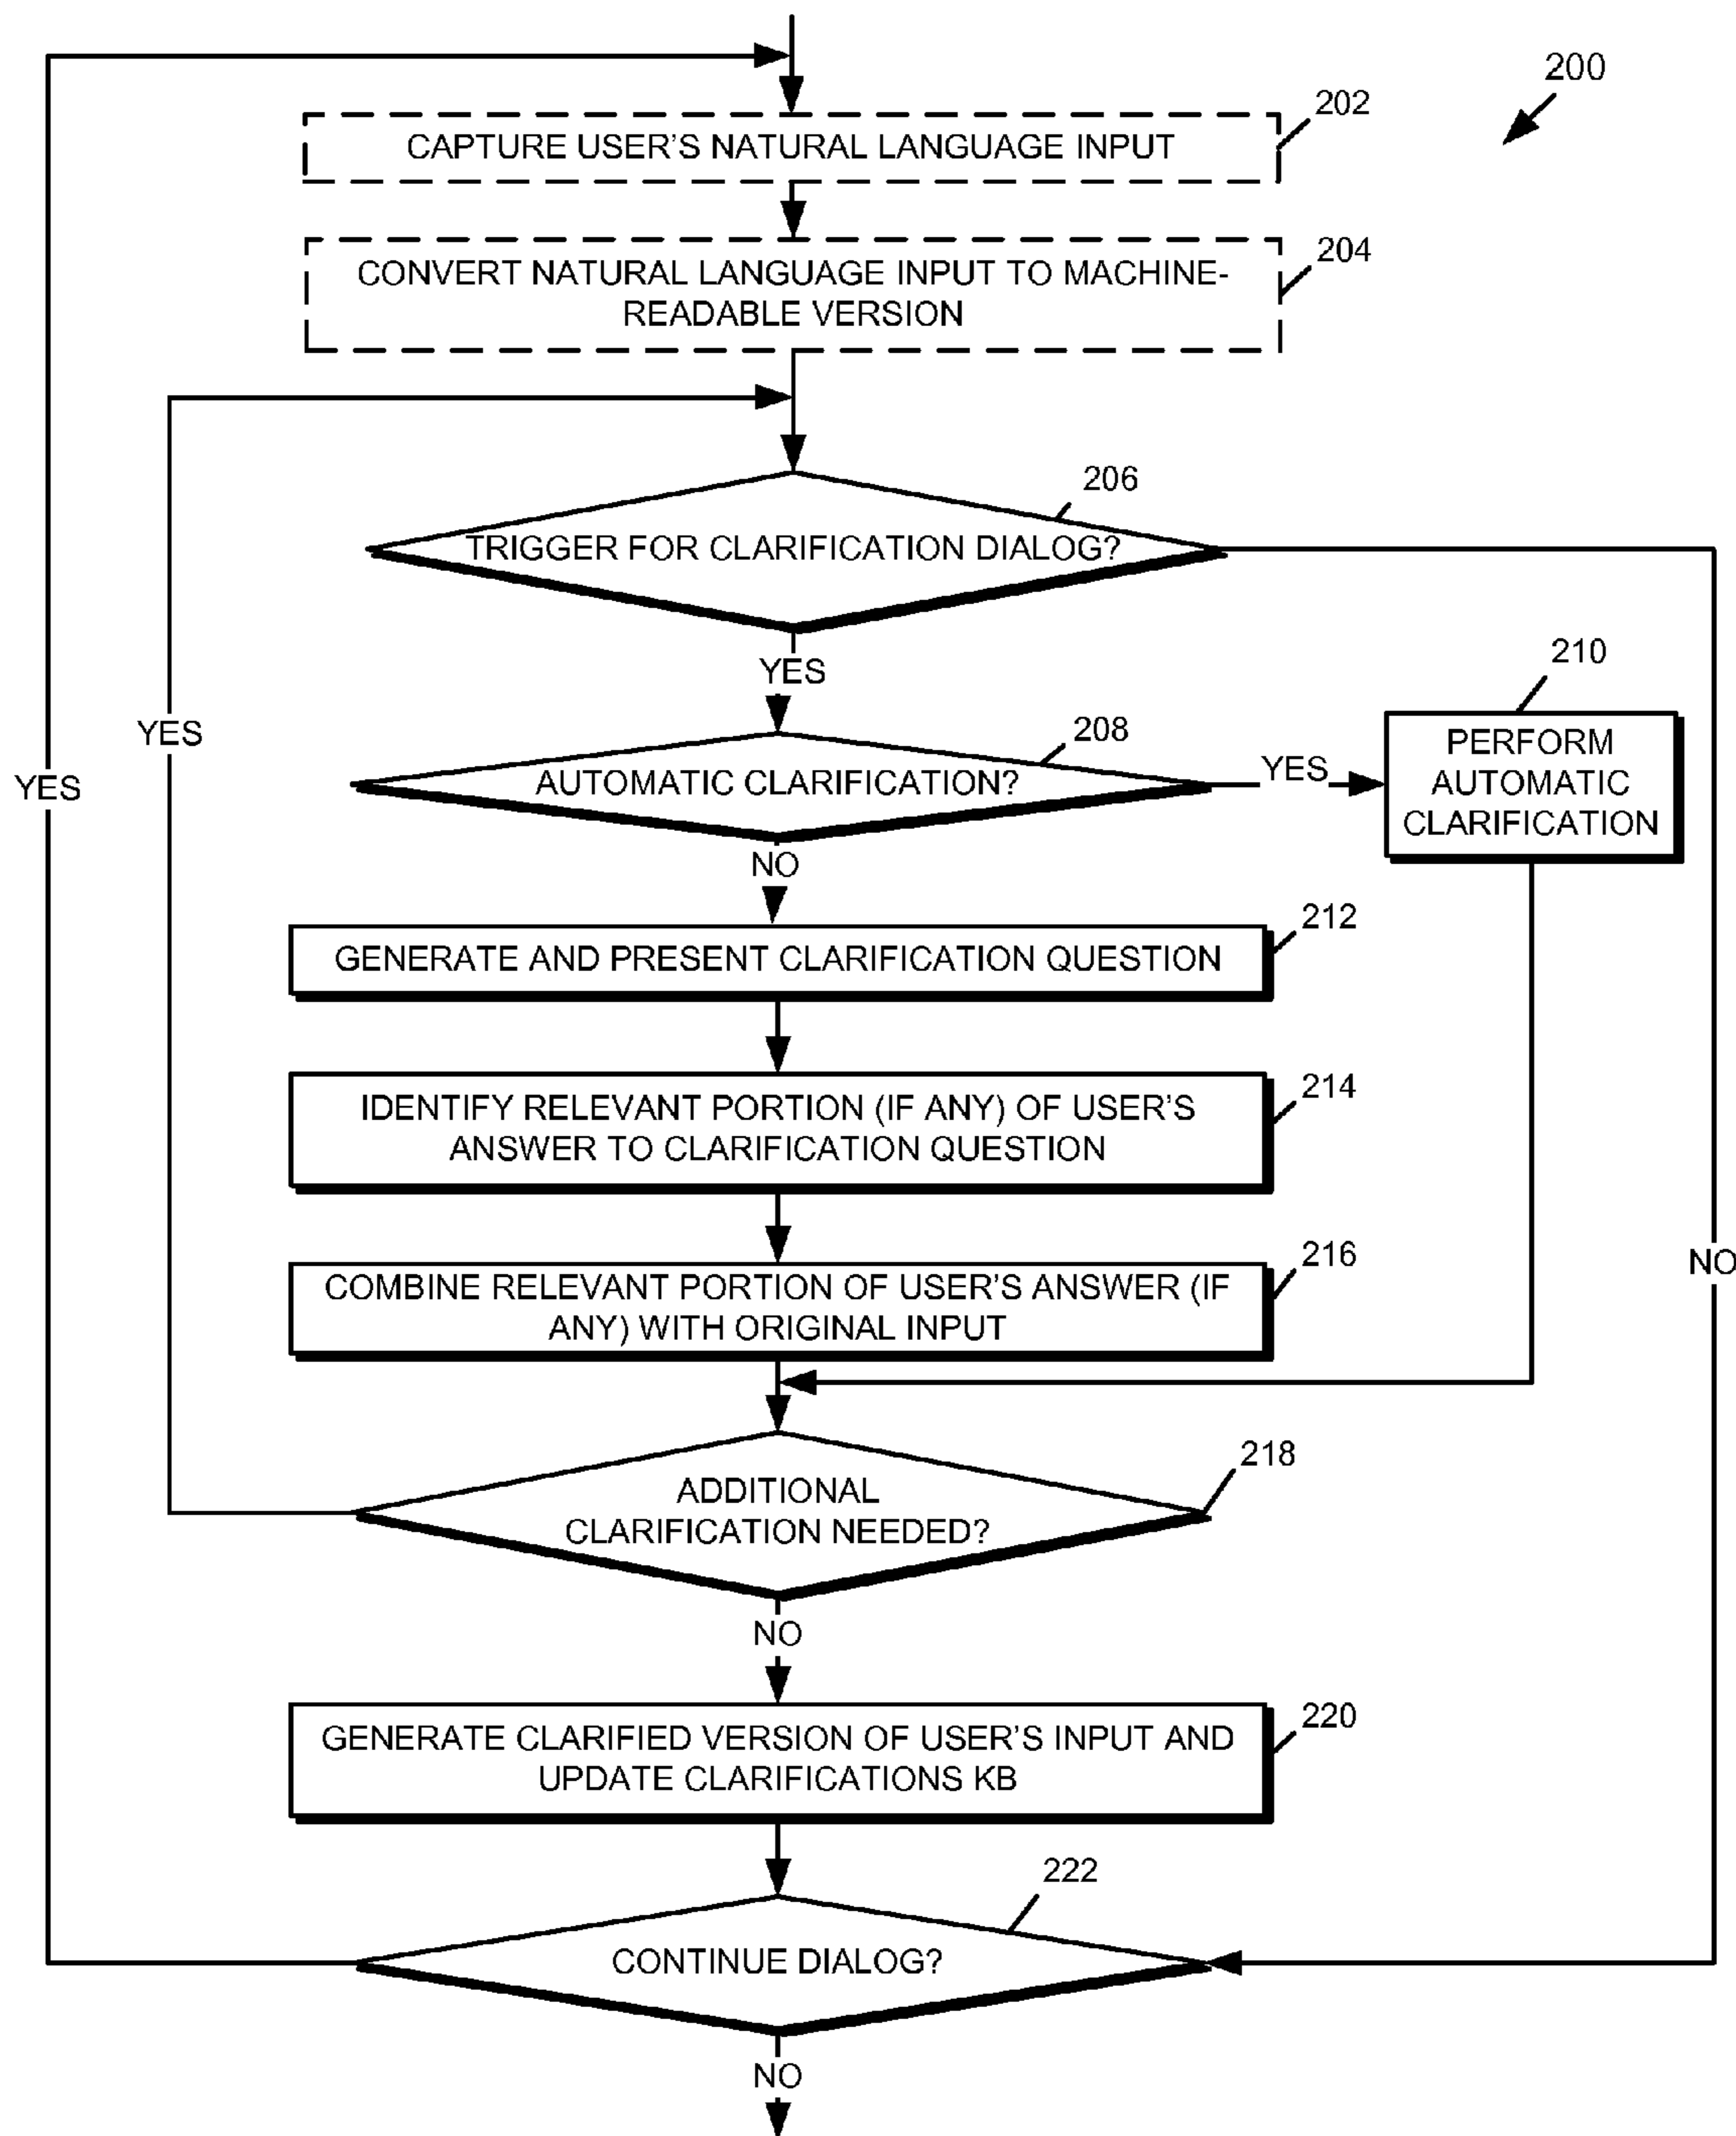 200
202
CAPTURE USER'S NATURAL LANGUAGE INPUT
204
CONVERT NATURAL LANGUAGE INPUT TO MACHINE-
READABLE VERSION
206
TRIGGER FOR CLARIFICATION DIALOG?
YES
210
208
YES
AUTOMATIC CLARIFICATION?
YES
PERFORM
AUTOMATIC
CLARIFICATION
YES
NO
212
GENERATE AND PRESENT CLARIFICATION QUESTION
214
IDENTIFY RELEVANT PORTION (IF ANY) OF USER'S
ANSWER TO CLARIFICATION QUESTION
216
NO
COMBINE RELEVANT PORTION OF USER'S ANSWER (IF
ANY) WITH ORIGINAL INPUT
218
ADDITIONAL
CLARIFICATION NEEDED?
NO
220
GENERATE CLARIFIED VERSION OF USER'S INPUT AND
UPDATE CLARIFICATIONS KB
222
CONTINUE DIALOG?
NO